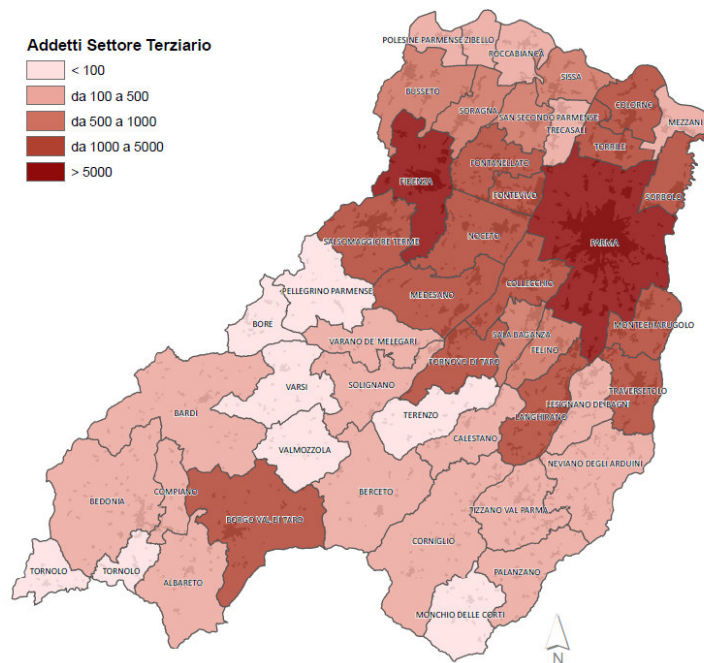 Addetti Settore Terziario
< 100
da 100 a 500
da 500 a 1000
da 1000 a 5000
> 5000
POLESINE PARMENSE
ZIBELLO
ROCCABIANCA
BUSSETO
SISSA
SORAGNA
SAN SECONDO PARMENSE
TRECASALI
COLORNO
MEZZANI
TORRILE
FONTANELLATO
FIRENZA
FONTEVIVO
SORBOLO
SALSOMAGGIORE TERME
NOCETO
PARMA
COLLECCHIO
MEDESANO
PELLEGRINO PARMENSE
BORE
MONTECHIARUGOLO
SALA BAGANZA
VARANO DE' MELEGARI
FELINO
FORNOVO DI TARO
VARSI
SOLIGNANO
TRAVERSETOLO
LESIGNANO DE'BAGNI
BARDI
TERENZO
LANGHIRANO
CALESTANO
VALMOZZOLA
NEVIANO DEGLI ARDUINI
BEDONIA
COMPIANO
BERCETO
TIZZANO VAL PARMA
BORGO VAL DI TARO
CORNIGLIO
TORNOLO
TORNOLO
ALBARETO
PALANZANO
MONCHIO DELLE CORTI
N